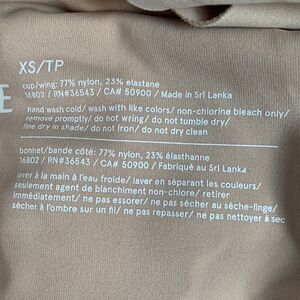 XS/TP
cup/wing: 77% nylon, 23% elastane
16802 / RN#36543 / CA# 50900 / Made in Sri Lanka
E
hand wash cold/ wash with like colors/ non-chlorine bleach only/
remove promptly/ do not wring/ do not tumble dry/
line dry in shade/ do not iron/ do not dry clean
bonnet/bande côté: 77% nylon, 23% élasthanne
16802 / RN#36543 / CA# 50900 / Fabriqué au Sri Lanka
laver à la main à l'eau froide/ laver en séparant les couleurs/
seulement agent de blanchiment non-chlore/ retirer
immédiatement/ ne pas essorer/ ne pas sécher au sèche-linge/
sécher à l'ombre sur un fil/ ne pas repasser/ ne pas nettoyer à sec